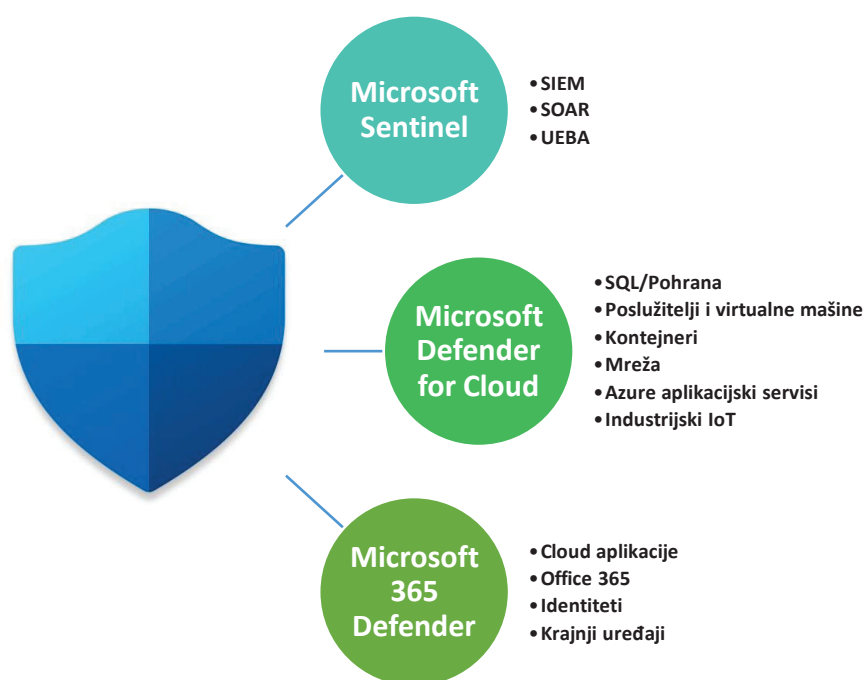 Microsoft
Sentinel
•SIEM
•SOAR
•UEBA
Microsoft
Defender
for Cloud
•SQL/Pohrana
•Poslužitelji i virtualne mašine
•Kontejneri
•Mreža
•Azure aplikacijski servisi
•Industrijski IoT
Microsoft
365
Defender
•Cloud aplikacije
•Office 365
•Identiteti
•Krajnji uređaji